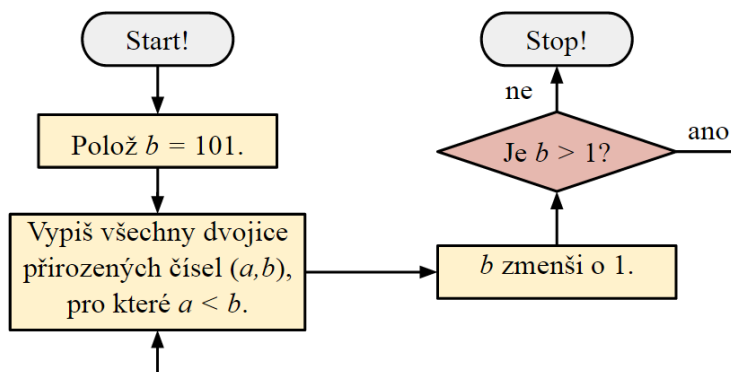 Start!
Polož b = 101.
Vypiš všechny dvojice
přirozených čísel (a,b),
pro které a < b.
b zmenši o 1.
Je b > 1?
ano
ne
Stop!